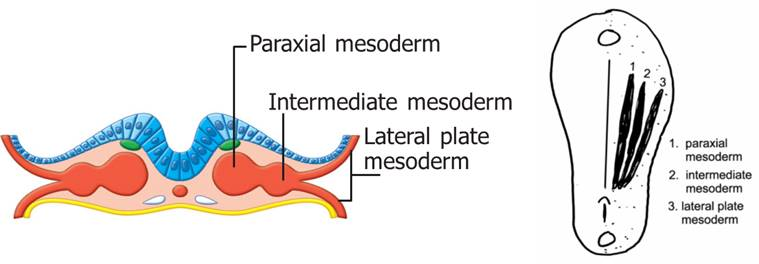 Paraxial mesoderm
Intermediate mesoderm
Lateral plate
mesoderm
1 2 3
1. paraxial
mesoderm
2. intermediate
mesoderm
3. lateral plate
mesoderm